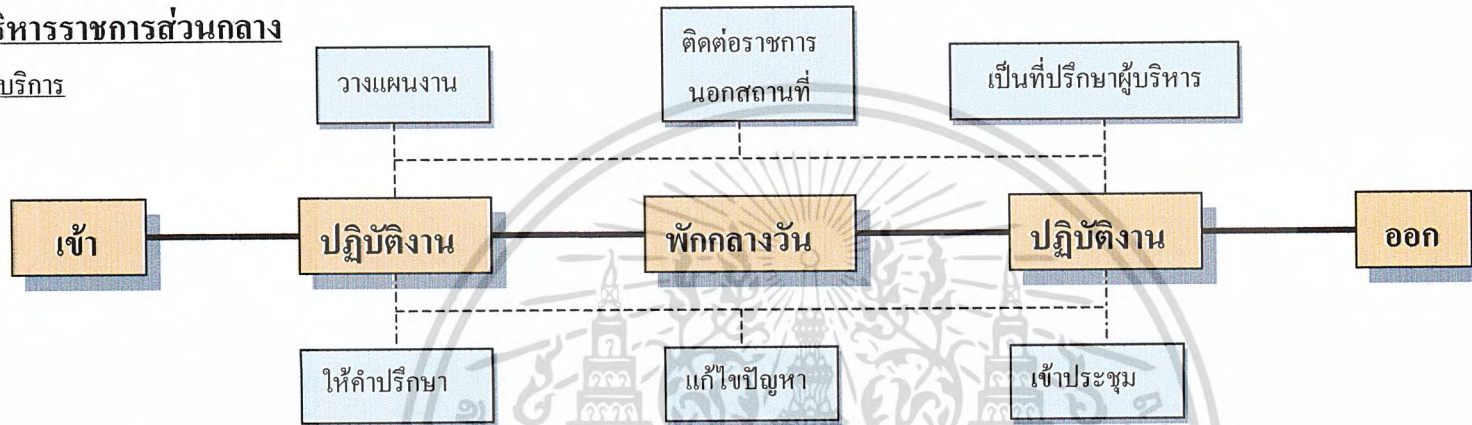 ริหารราชการส่วนกลาง
บริการ
วางแผนงาน
ติดต่อราชการ
นอกสถานที่
เป็นที่ปรึกษาผู้บริหาร
เข้า
ปฏิบัติงาน
พักกลางวัน
ปฏิบัติงาน
ออก
ให้คำปรึกษา
แก้ไขปัญหา
เข้าประชุม